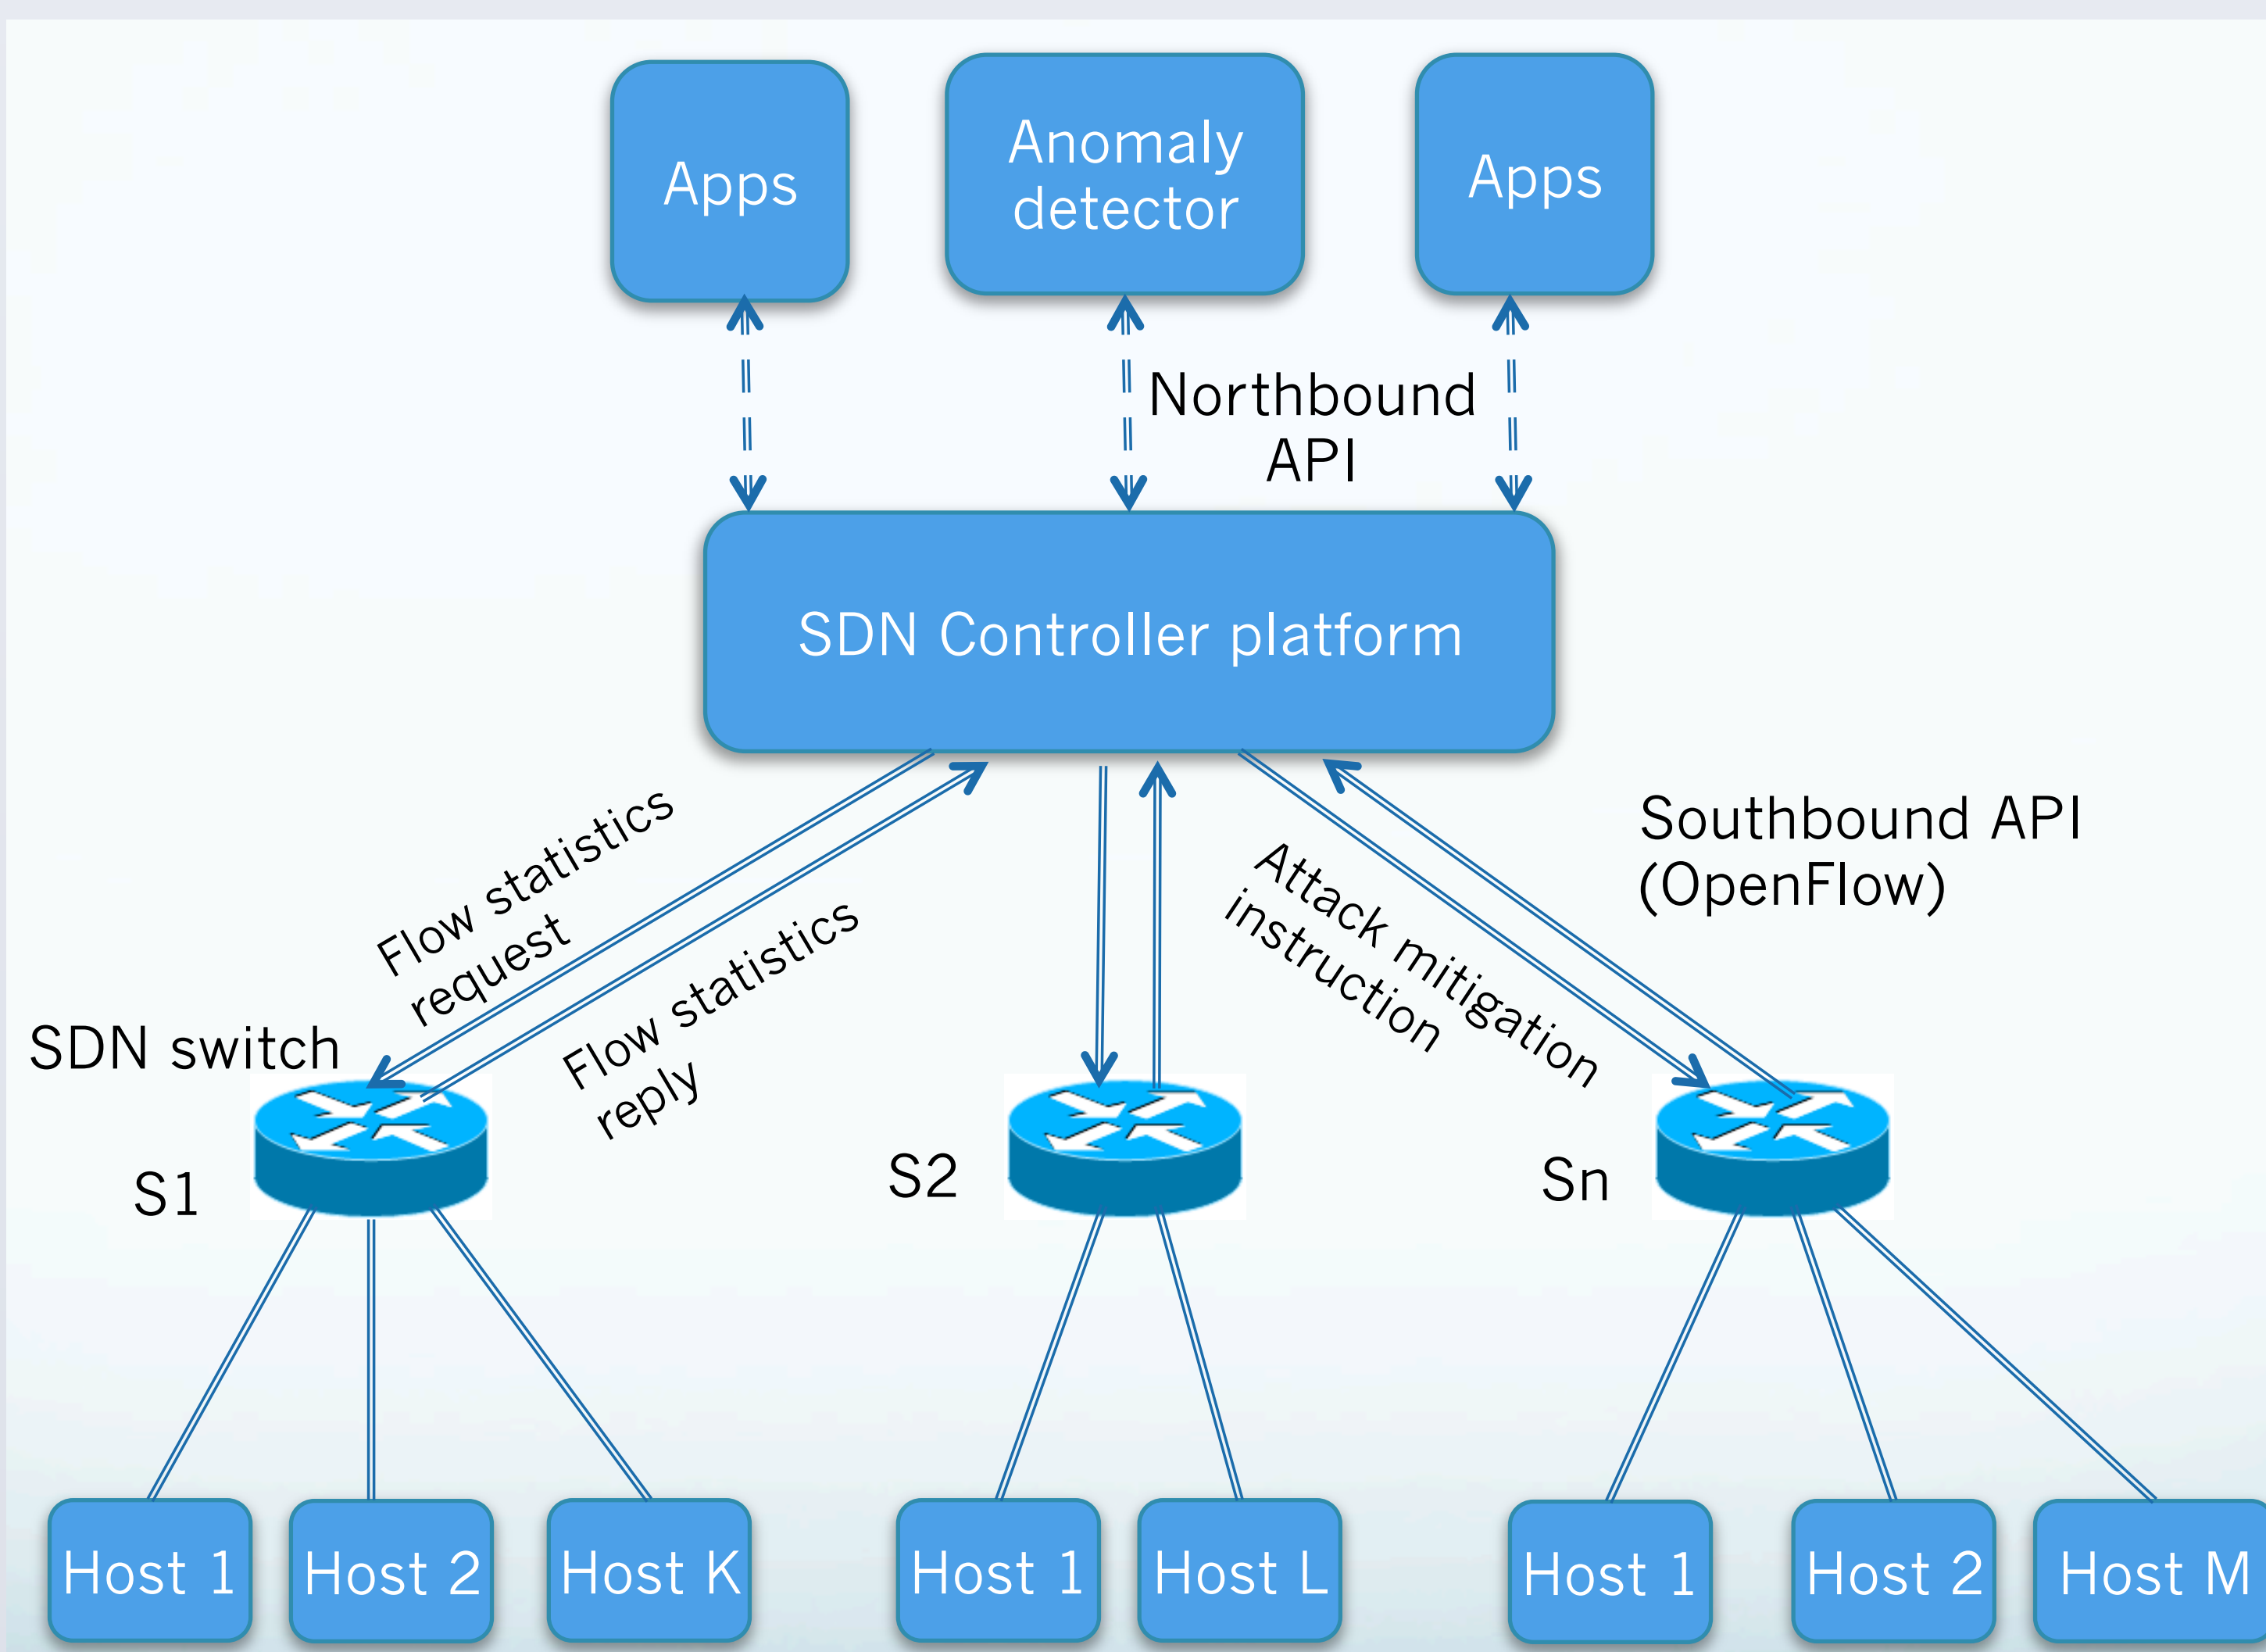 Apps
Anomaly
detector
Apps
Northbound
API
SDN Controller platform
Flow statistics
request
Flow statistics
reply
Attack mitigation
instruction
Southbound API
(OpenFlow)
SDN switch
S1
S2
Sn
Host 1
Host 2
Host K
Host 1
Host L
Host 1
Host 2
Host M